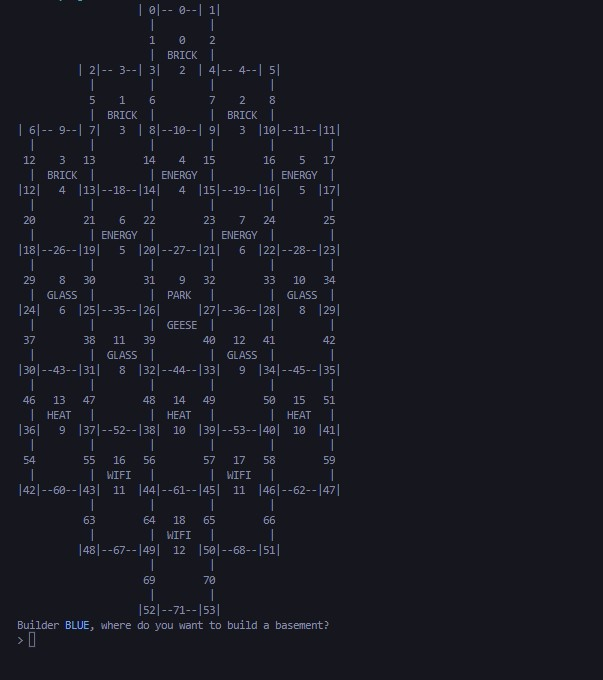 | 0|-- 0--| 1|
|         |
1    0    2
|  BRICK  |
| 2|-- 3--| 3|   2   | 4|-- 4--| 5|
|         |         |         |
5    1    6         7    2    8
|  BRICK  |         |  BRICK  |
| 6|-- 9--| 7|   3   | 8|--10--| 9|   3   |10|--11--|11|
|         |         |         |         |         |
12    3   13        14    4   15        16    5   17
|  BRICK  |         | ENERGY  |         | ENERGY  |
|12|   4   |13|--18--|14|   4   |15|--19--|16|   5   |17|
|         |         |         |         |         |
20        21    6   22        23    7   24        25
|         | ENERGY  |         | ENERGY  |         |
|18|--26--|19|   5   |20|--27--|21|   6   |22|--28--|23|
|         |         |         |         |         |
29    8   30        31    9   32        33   10   34
|  GLASS  |         |  PARK   |         |  GLASS  |
|24|   6   |25|--35--|26|       |27|--36--|28|   8   |29|
|         |         |  GEESE  |         |         |
37        38   11   39        40   12   41        42
|         |  GLASS  |         |  GLASS  |         |
|30|--43--|31|   8   |32|--44--|33|   9   |34|--45--|35|
|         |         |         |         |         |
46   13   47        48   14   49        50   15   51
|  HEAT   |         |  HEAT   |         |  HEAT   |
|36|   9   |37|--52--|38|  10   |39|--53--|40|  10   |41|
|         |         |         |         |         |
54        55   16   56        57   17   58        59
|         |  WIFI   |         |  WIFI   |         |
|42|--60--|43|  11   |44|--61--|45|  11   |46|--62--|47|
|         |         |         |
63        64   18   65        66
|         |  WIFI   |         |
|48|--67--|49|  12   |50|--68--|51|
|         |
69        70
|         |
|52|--71--|53|
Builder BLUE, where do you want to build a basement?
>